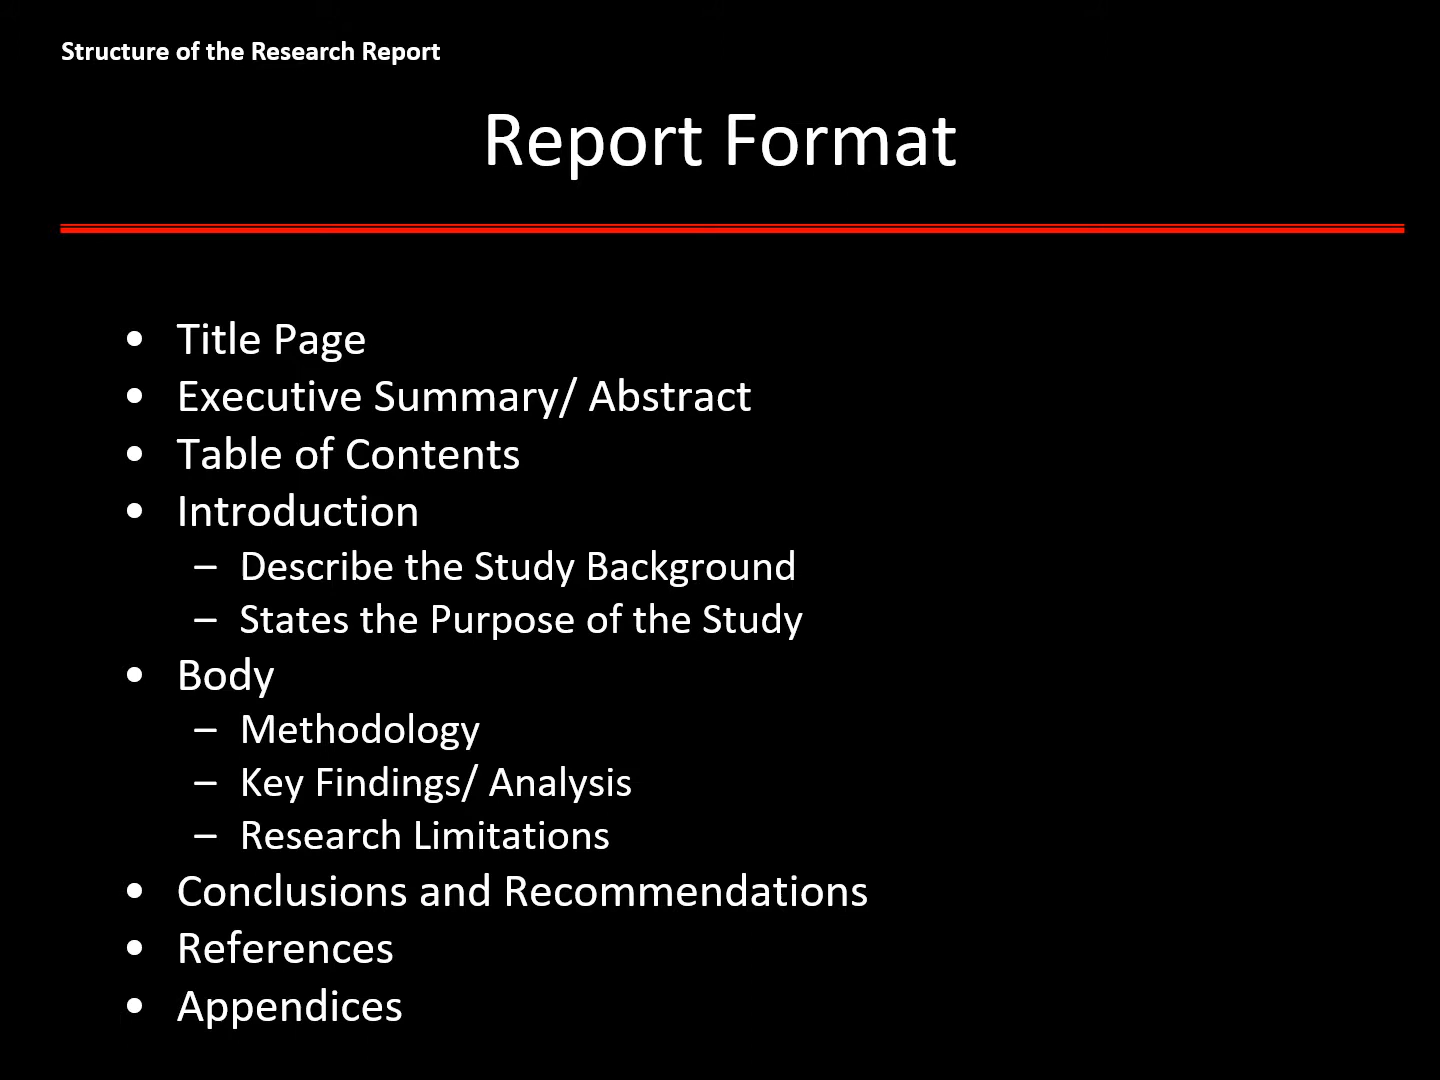 Structure of the Research Report
Report Format
• Title Page
• Executive Summary/ Abstract
• Table of Contents
• Introduction
– Describe the Study Background
– States the Purpose of the Study
• Body
– Methodology
– Key Findings/ Analysis
– Research Limitations
• Conclusions and Recommendations
• References
• Appendices